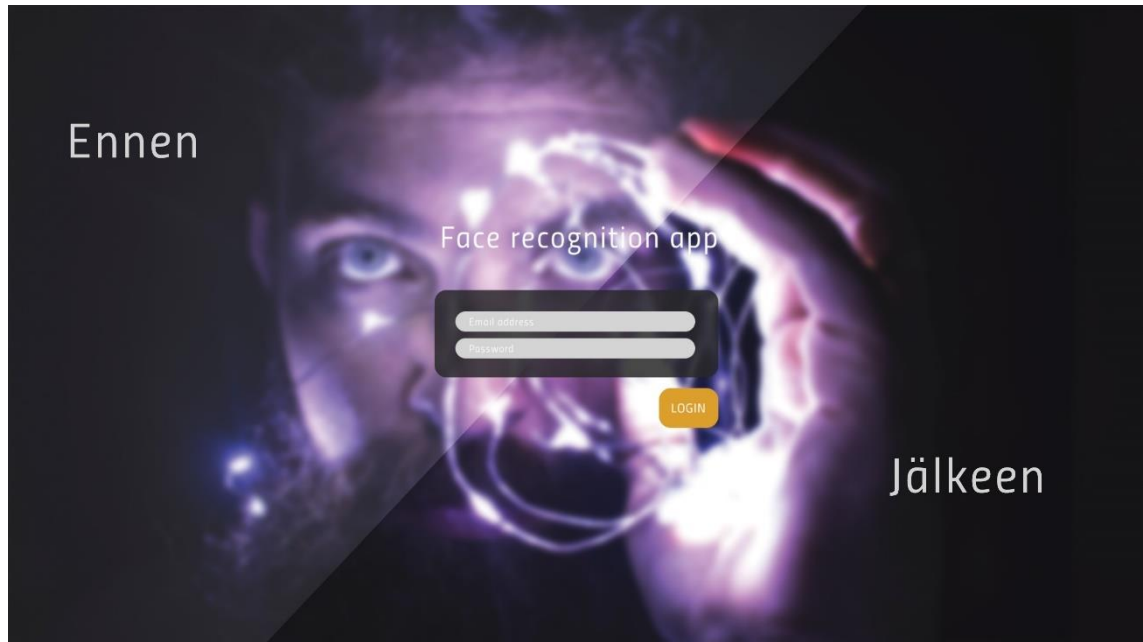 Ennen
Face recognition app
Email address
Password
LOGIN
Jälkeen